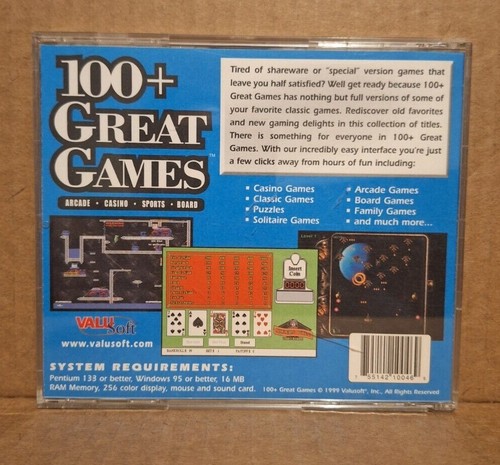 100+
GREAT
GAMES™
ARCADE • CASINO • SPORTS • BOARD
Tired of shareware or "special" version games that
leave you half satisfied? Well get ready because 100+
Great Games has nothing but full versions of some of
your favorite classic games. Rediscover old favorites
and new gaming delights in this collection of titles.
There is something for everyone in 100+ Great
Games. With our incredibly easy interface you're just
a few clicks away from hours of fun including:
• Casino Games
• Classic Games
• Puzzles
• Solitaire Games
• Arcade Games
• Board Games
• Family Games
• and much more...
Insert
Coin
VALU
Soft
www.valusoft.com
SYSTEM REQUIREMENTS:
Pentium 133 or better, Windows 95 or better, 16 MB
RAM Memory, 256 color display, mouse and sound card.
100+ Great Games © 1999 Valusoft, Inc., All Rights Reserved